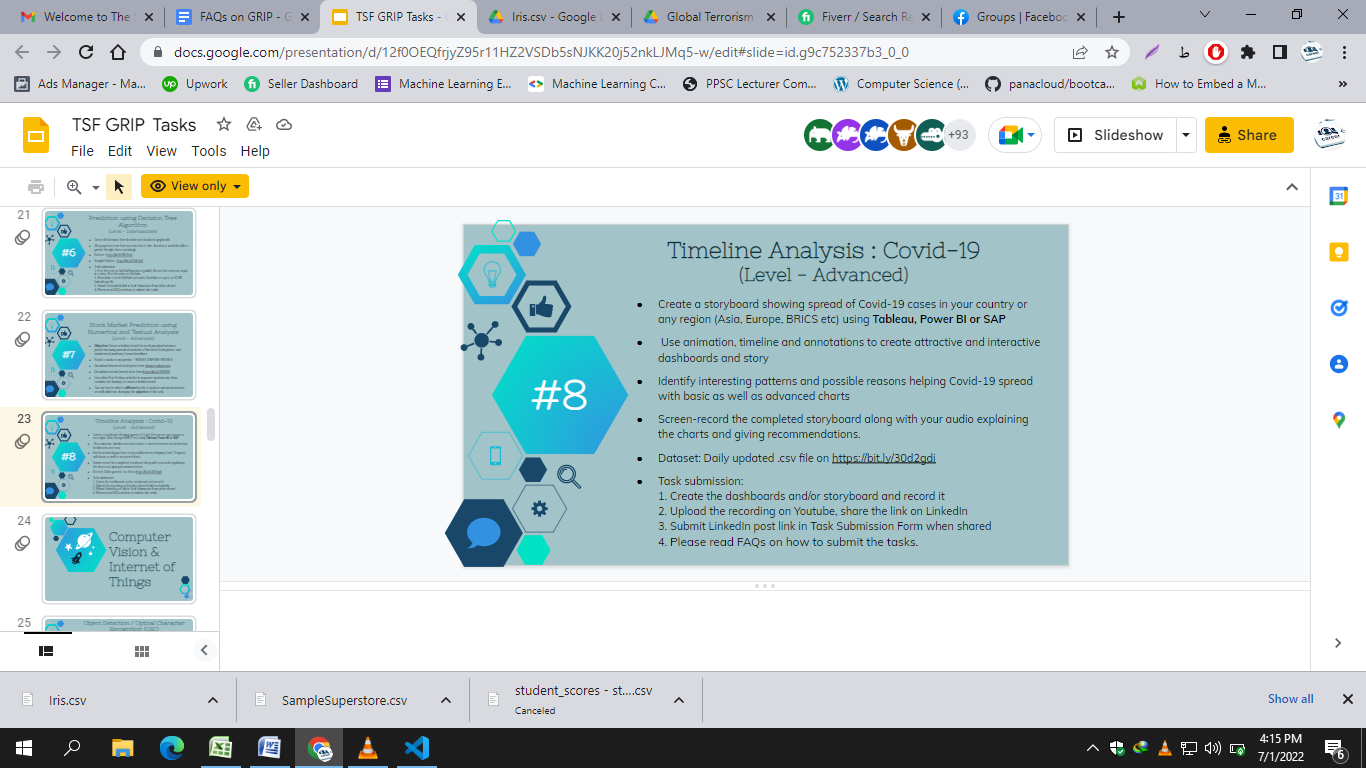 Welcome to The
FAQs on GRIP - G
TSF GRIP Tasks -
Iris.csv - Google
Global Terrorism
Fiverr / Search Re
Groups | Faceboo
docs.google.com/presentation/d/12f0OEQfrjyZ95r11HZ2VSDb5sNJKK20j52nkLJMq5-w/edit#slide=id.g9c752337b3_0_0
Ads Manager - Ma...
Upwork
Seller Dashboard
Machine Learning E...
Machine Learning C...
PPSC Lecturer Com...
Computer Science (...
panacloud/bootca...
How to Embed a M...
TSF GRIP Tasks
+93
Slideshow
Share
File Edit View Tools Help
View only
21
Prediction using Decision Tree
Algorithm
(Level - Intermediate)
#6
22
Stock Market Prediction using
Numerical and Textual Analysis
(Level - Advanced)
#7
23
Timeline Analysis : Covid-19
(Level - Advanced)
#8
24
Computer
Vision &
Internet of
Things
25
Object Detection / Optical Character
Recognition (OCR)
Timeline Analysis : Covid-19
(Level - Advanced)
#8
● Create a storyboard showing spread of Covid-19 cases in your country or
any region (Asia, Europe, BRICS etc) using Tableau, Power BI or SAP
● Use animation, timeline and annotations to create attractive and interactive
dashboards and story
● Identify interesting patterns and possible reasons helping Covid-19 spread
with basic as well as advanced charts
● Screen-record the completed storyboard along with your audio explaining
the charts and giving recommendations.
● Dataset: Daily updated .csv file on https://bit.ly/30d2gdi
● Task submission:
1. Create the dashboards and/or storyboard and record it
2. Upload the recording on Youtube, share the link on LinkedIn
3. Submit LinkedIn post link in Task Submission Form when shared
4. Please read FAQs on how to submit the tasks.
31
Iris.csv
SampleSuperstore.csv
student_scores - st....csv
Canceled
Show all
4:15 PM
7/1/2022
6